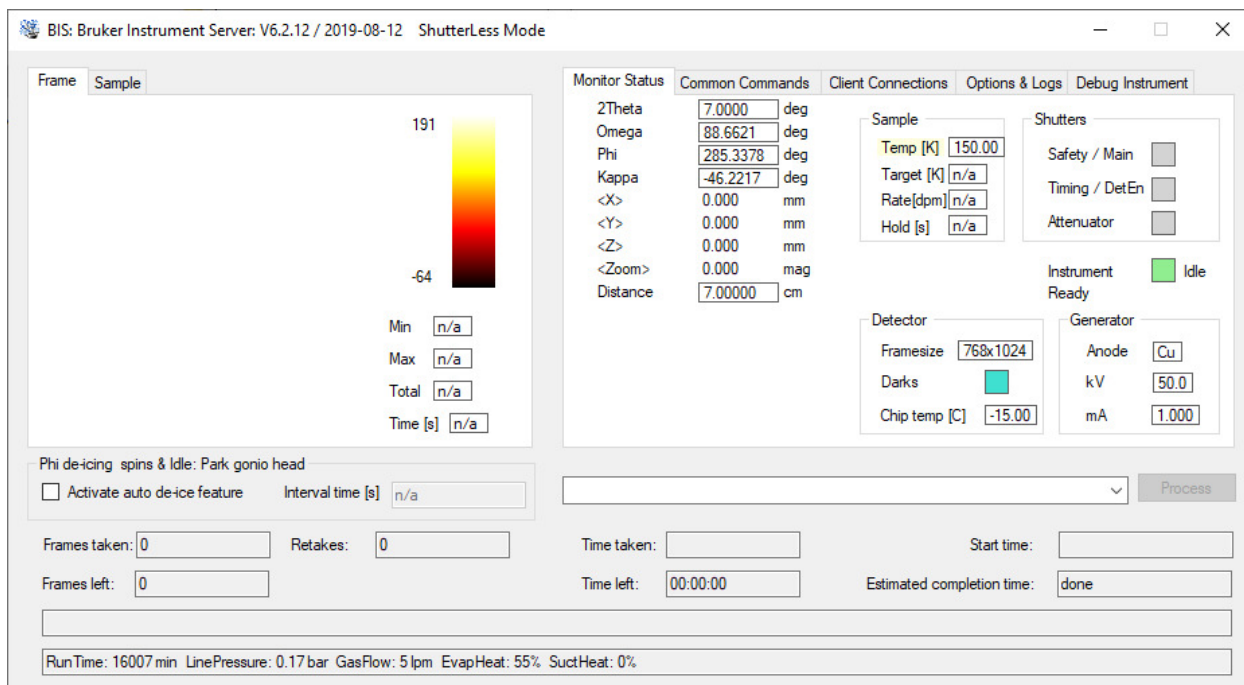 BIS: Bruker Instrument Server: V6.2.12 / 2019-08-12 ShutterLess Mode
Frame Sample
191
-64
Min n/a
Max n/a
Total n/a
Time [s] n/a
Monitor Status Common Commands Client Connections Options & Logs Debug Instrument
2Theta 7.0000 deg
Omega 88.6621 deg
Phi 285.3378 deg
Kappa -46.2217 deg
<X> 0.000 mm
<Y> 0.000 mm
<Z> 0.000 mm
<Zoom> 0.000 mag
Distance 7.00000 cm
Sample
Temp [K] 150.00
Target [K] n/a
Rate[dpm] n/a
Hold [s] n/a
Shutters
Safety / Main
Timing / DetEn
Attenuator
Instrument Idle
Ready
Detector
Framesize 768x1024
Darks
Chip temp [C] -15.00
Generator
Anode Cu
kV 50.0
mA 1.000
Phi de-icing spins & Idle: Park gonio head
Activate auto de-ice feature Interval time [s] n/a
Process
Frames taken: 0 Retakes: 0 Time taken: Start time:
Frames left: 0 Time left: 00:00:00 Estimated completion time: done
RunTime: 16007 min LinePressure: 0.17 bar GasFlow: 5 lpm EvapHeat: 55% SuctHeat: 0%